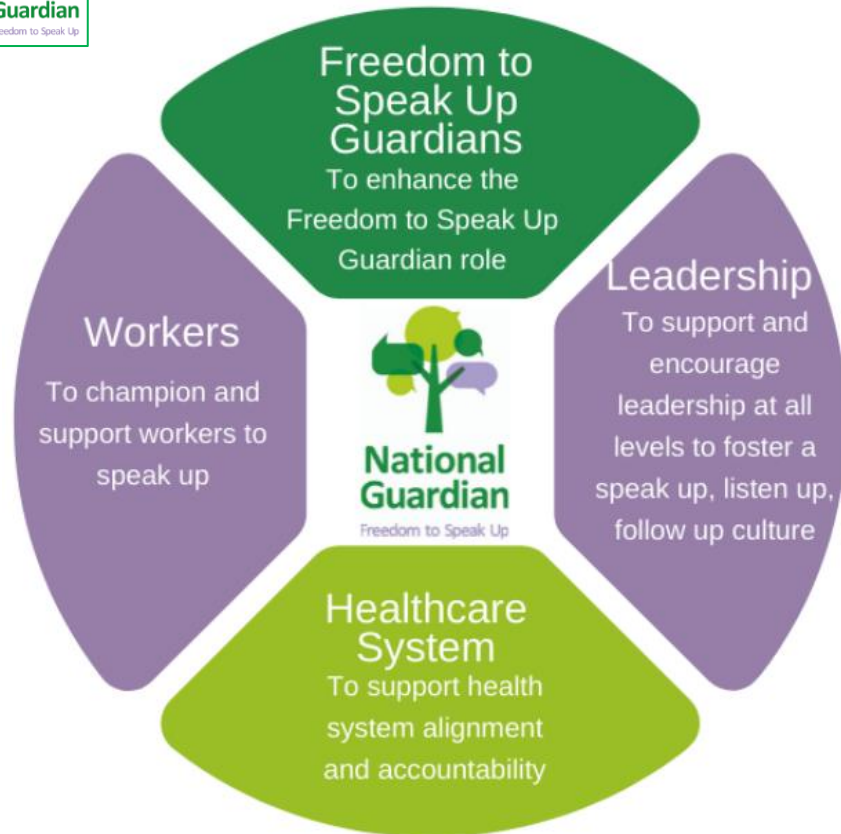 Guardian
Freedom to Speak Up
Freedom to
Speak Up
Guardians
To enhance the
Freedom to Speak Up
Guardian role
Workers
To champion and
support workers to
speak up
Leadership
To support and
encourage
leadership at all
levels to foster a
speak up, listen up,
follow up culture
National
Guardian
Freedom to Speak Up
Healthcare
System
To support health
system alignment
and accountability